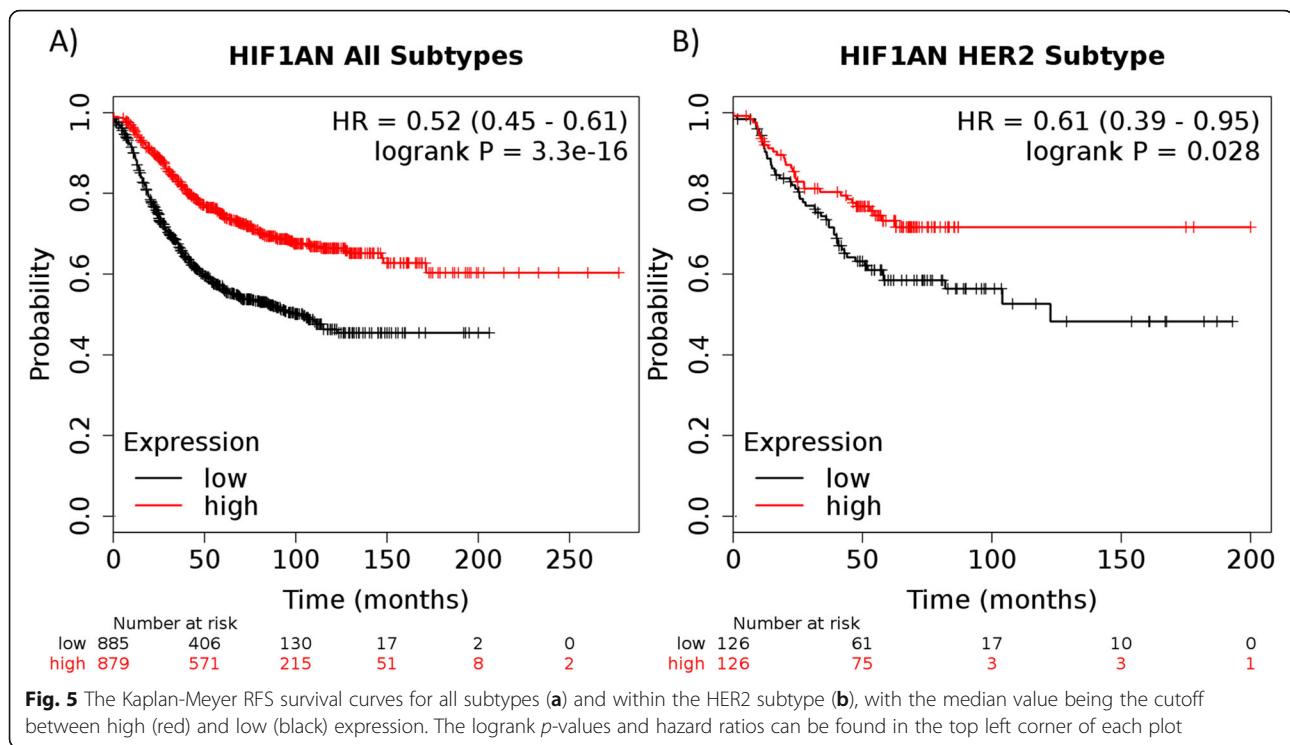 A)
HIF1AN All Subtypes
HR = 0.52 (0.45 - 0.61)
logrank P = 3.3e-16
Probability
1.0
0.8
0.6
0.4
0.2
0.0
Expression
low
high
0 50 100 150 200 250
Time (months)
Number at risk
low 885 406 130 17 2 0
high 879 571 215 51 8 2
B)
HIF1AN HER2 Subtype
HR = 0.61 (0.39 - 0.95)
logrank P = 0.028
Probability
1.0
0.8
0.6
0.4
0.2
0.0
Expression
low
high
0 50 100 150 200
Time (months)
Number at risk
low 126 61 17 10 0
high 126 75 3 3 1
Fig. 5 The Kaplan-Meyer RFS survival curves for all subtypes (a) and within the HER2 subtype (b), with the median value being the cutoff
between high (red) and low (black) expression. The logrank p-values and hazard ratios can be found in the top left corner of each plot